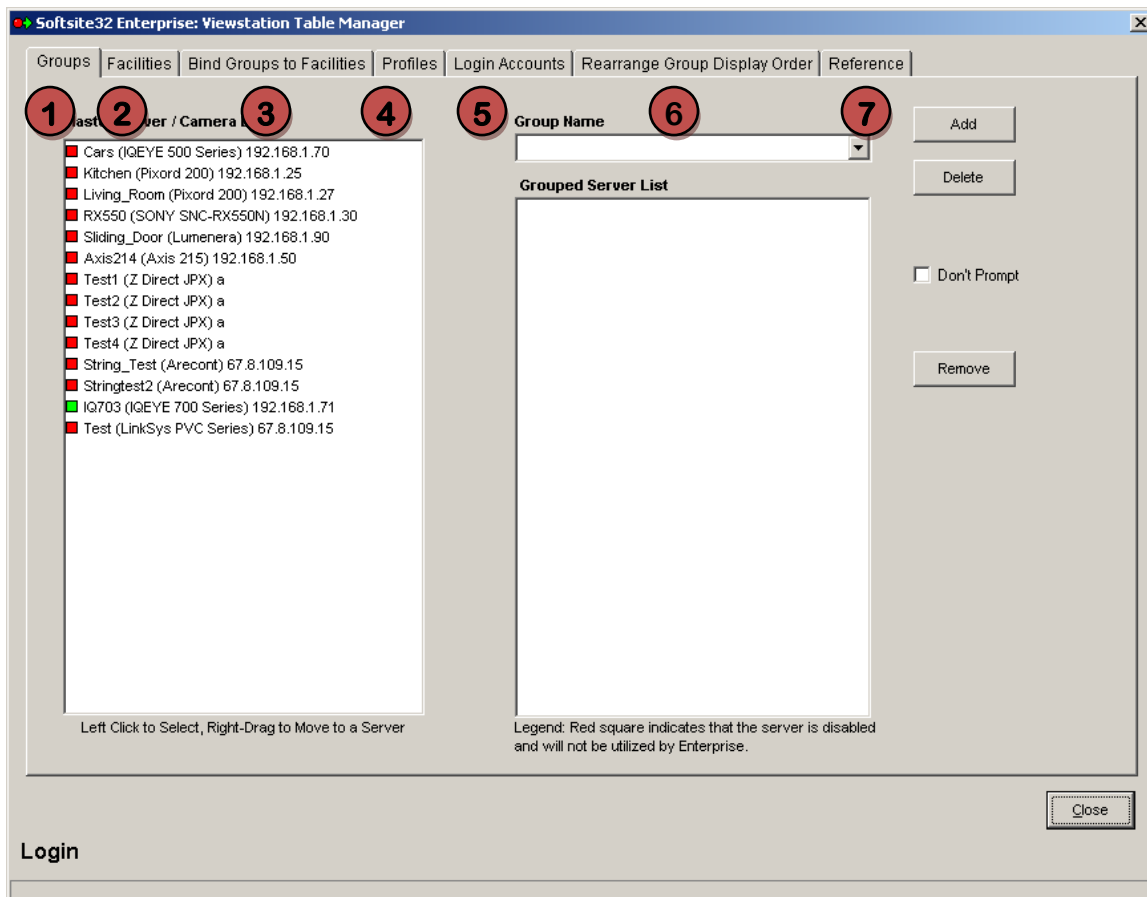 Softsite32 Enterprise: Viewstation Table Manager
Groups Facilities Bind Groups to Facilities Profiles Login Accounts Rearrange Group Display Order Reference
1 2 3 4 5 6 7
/ Camera
Group Name
Add
Cars (IQEYE 500 Series) 192.168.1.70
Kitchen (Pixord 200) 192.168.1.25
Living_Room (Pixord 200) 192.168.1.27
RX550 (SONY SNC-RX550N) 192.168.1.30
Sliding_Door (Lumenera) 192.168.1.90
Axis214 (Axis 215) 192.168.1.50
Test1 (Z Direct JPX) a
Test2 (Z Direct JPX) a
Test3 (Z Direct JPX) a
Test4 (Z Direct JPX) a
String_Test (Arecont) 67.8.109.15
Stringtest2 (Arecont) 67.8.109.15
IQ703 (IQEYE 700 Series) 192.168.1.71
Test (LinkSys PVC Series) 67.8.109.15
Left Click to Select, Right-Drag to Move to a Server
Grouped Server List
Legend: Red square indicates that the server is disabled
and will not be utilized by Enterprise.
Delete
Don't Prompt
Remove
Close
Login